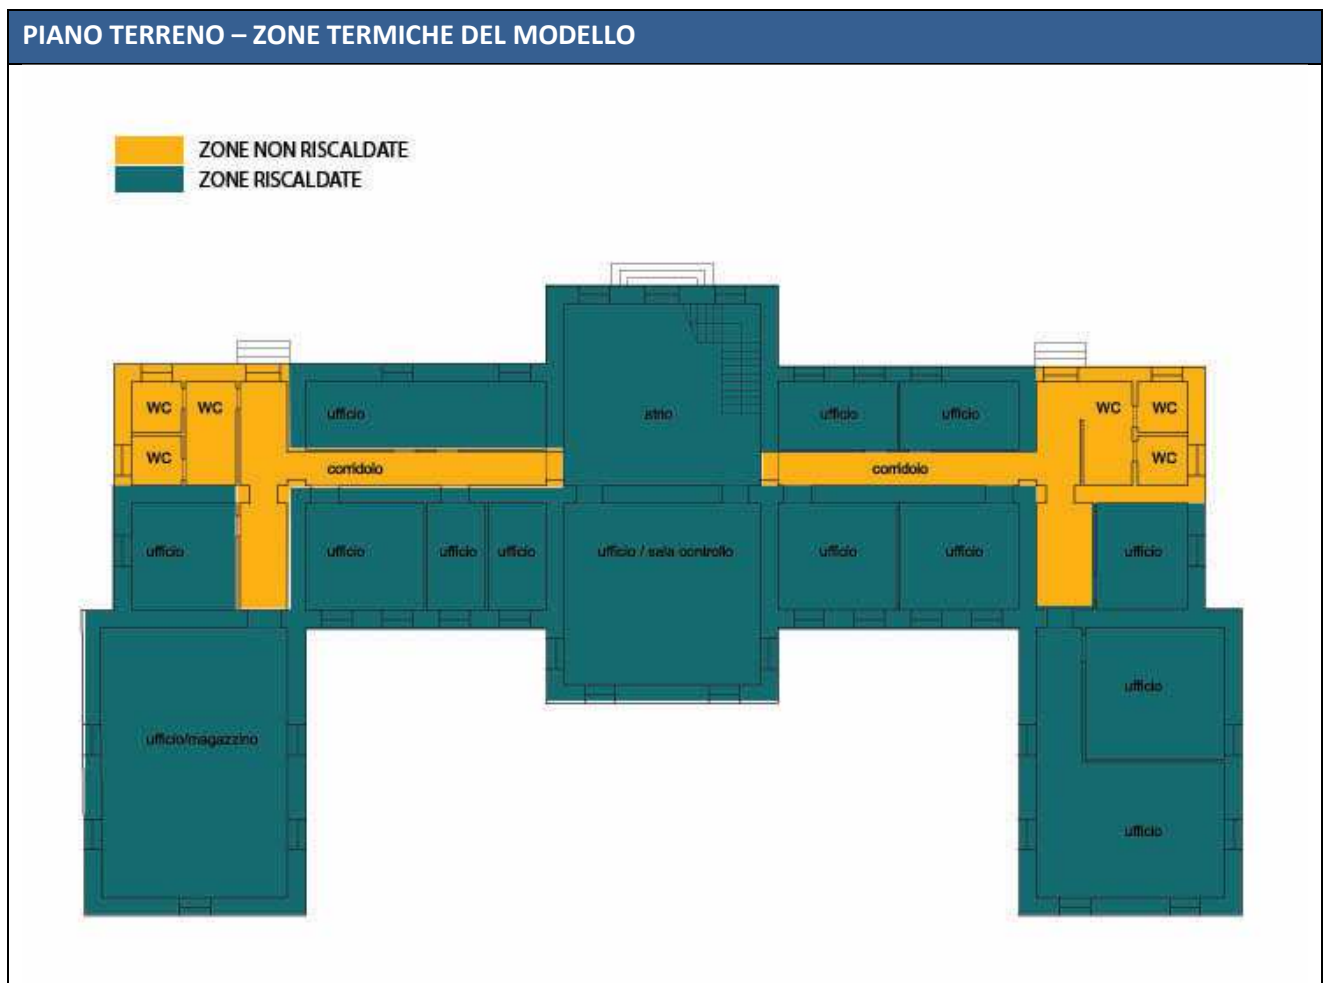 PIANO TERRENO – ZONE TERMICHE DEL MODELLO
ZONE NON RISCALDATE
ZONE RISCALDATE
WC WC ufficio atrio ufficio ufficio WC WC
WC corridoio corridoio WC
ufficio ufficio ufficio ufficio ufficio / sala controllo ufficio ufficio ufficio
ufficio
ufficio/magazzino
ufficio